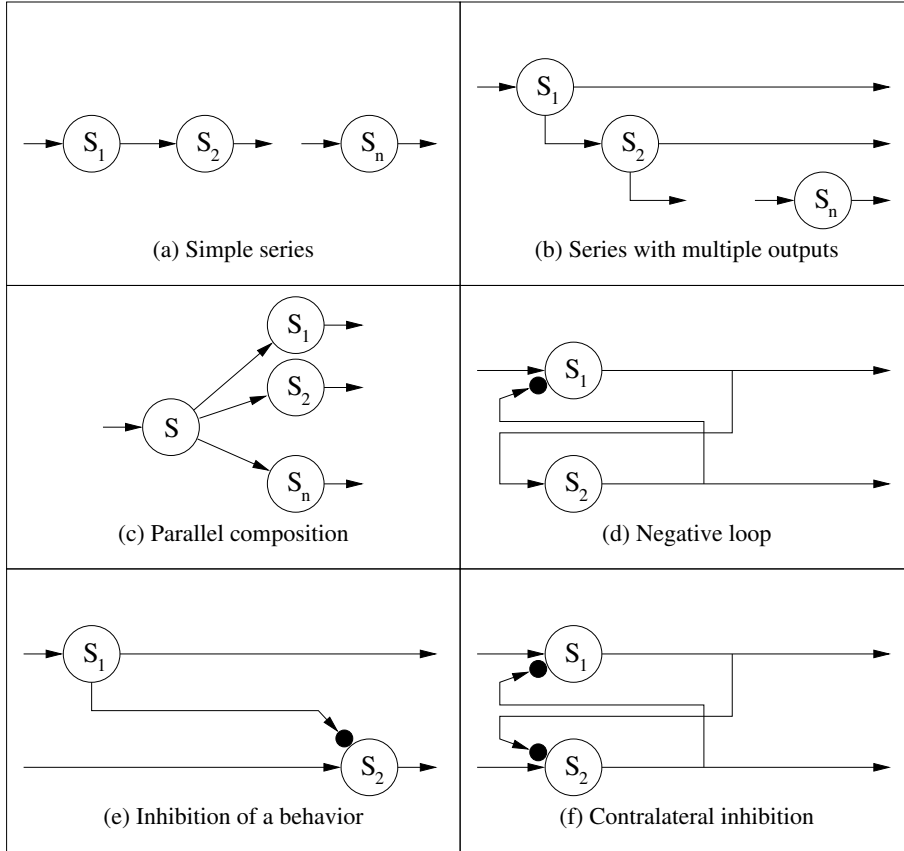 S1 S2 Sn
(a) Simple series
S1
S2
Sn
(b) Series with multiple outputs
S1
S2
S
Sn
(c) Parallel composition
S1
S2
(d) Negative loop
S1
S2
(e) Inhibition of a behavior
S1
S2
(f) Contralateral inhibition